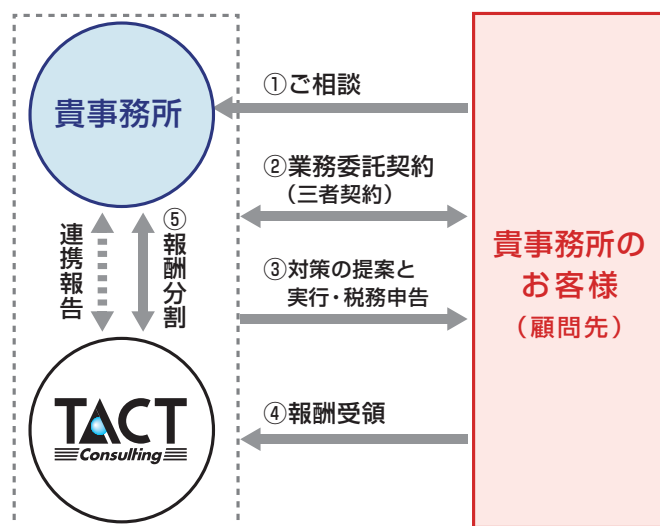 貴事務所
①ご相談
②業務委託契約
（三者契約）
連携報告
⑤報酬分割
③対策の提案と
実行・税務申告
貴事務所の
お客様
（顧問先）
④報酬受領
TACT
Consulting